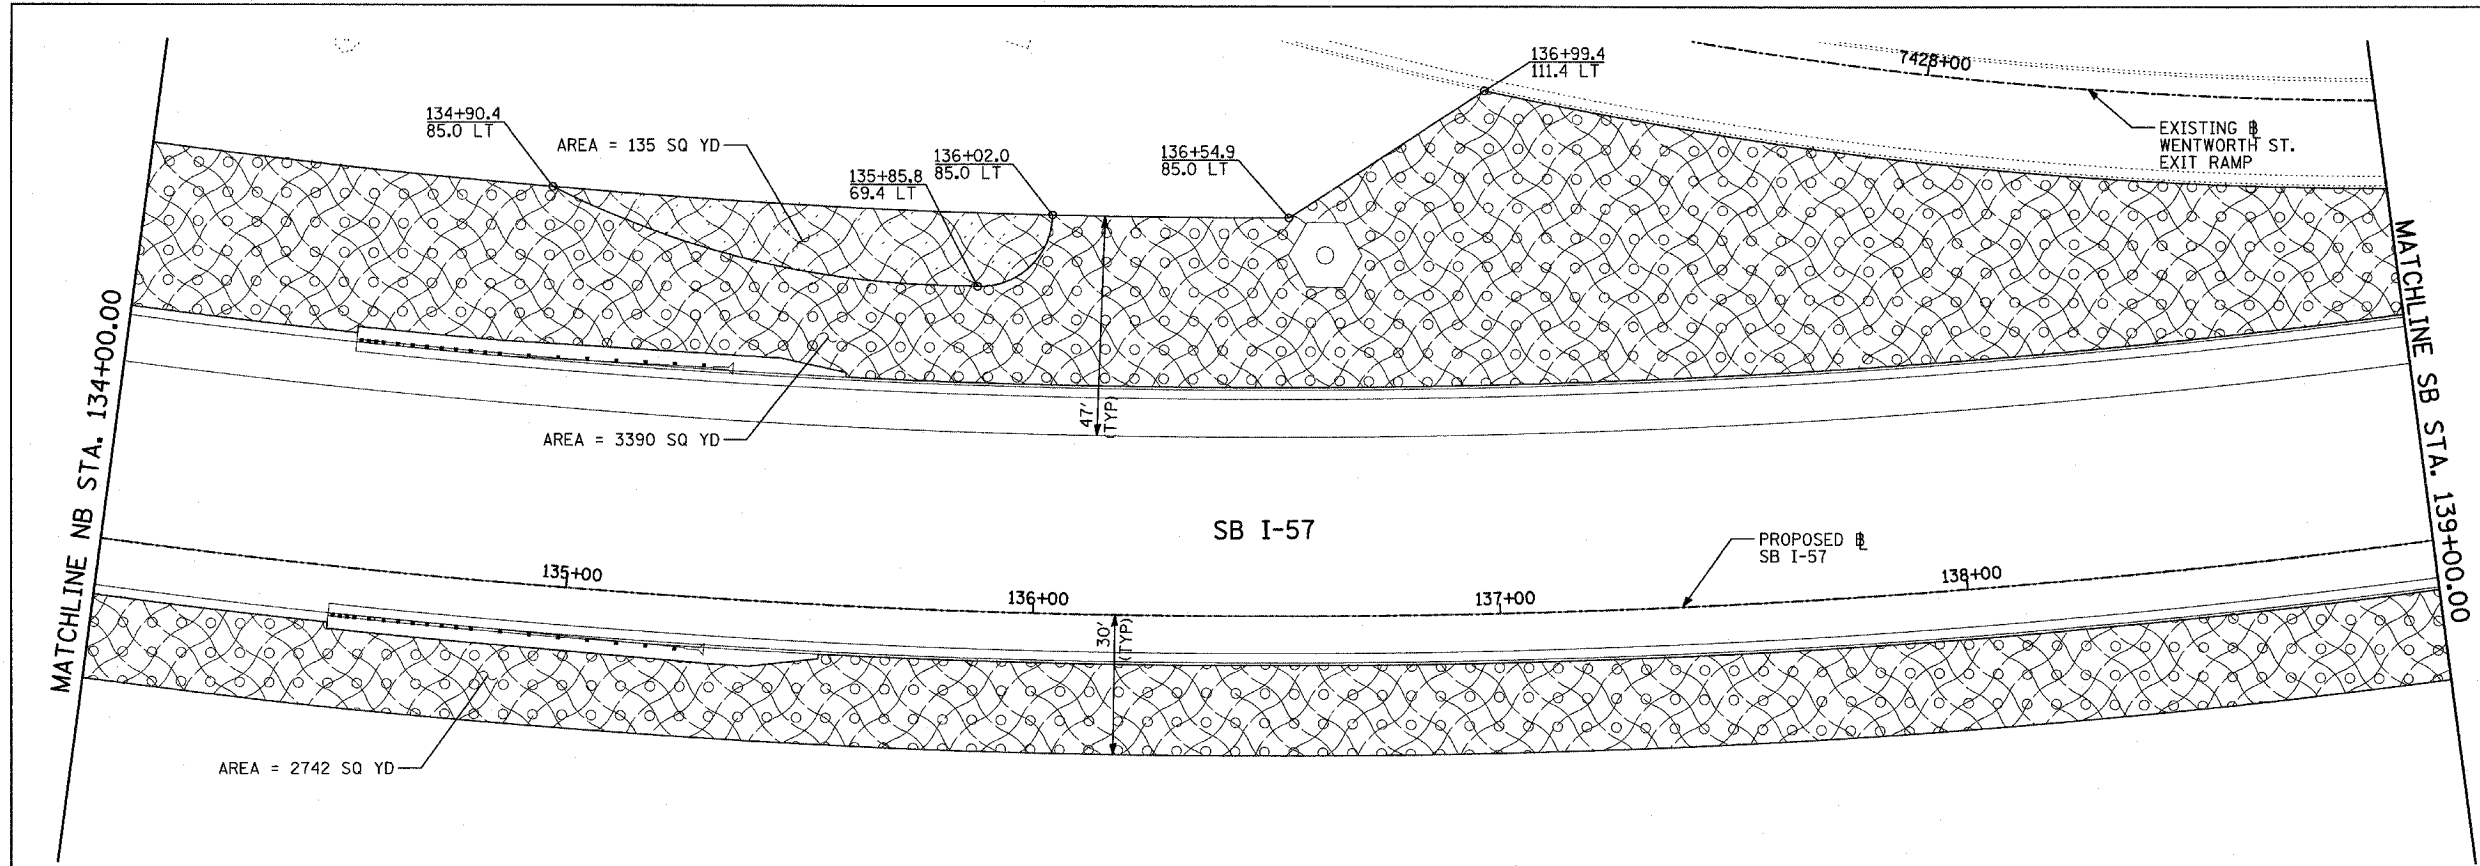 136+99.4
111.4 LT
7428+00
134+90.4
85.0 LT
AREA = 135 SQ YD
136+02.0
85.0 LT
136+54.9
85.0 LT
135+85.8
69.4 LT
EXISTING ⅊
WENTWORTH ST.
EXIT RAMP
MATCHLINE NB STA. 134+00.00
MATCHLINE SB STA. 139+00.00
47'
(TYP)
AREA = 3390 SQ YD
SB I-57
PROPOSED ⅊
SB I-57
135+00
136+00
137+00
138+00
30'
(TYP)
AREA = 2742 SQ YD